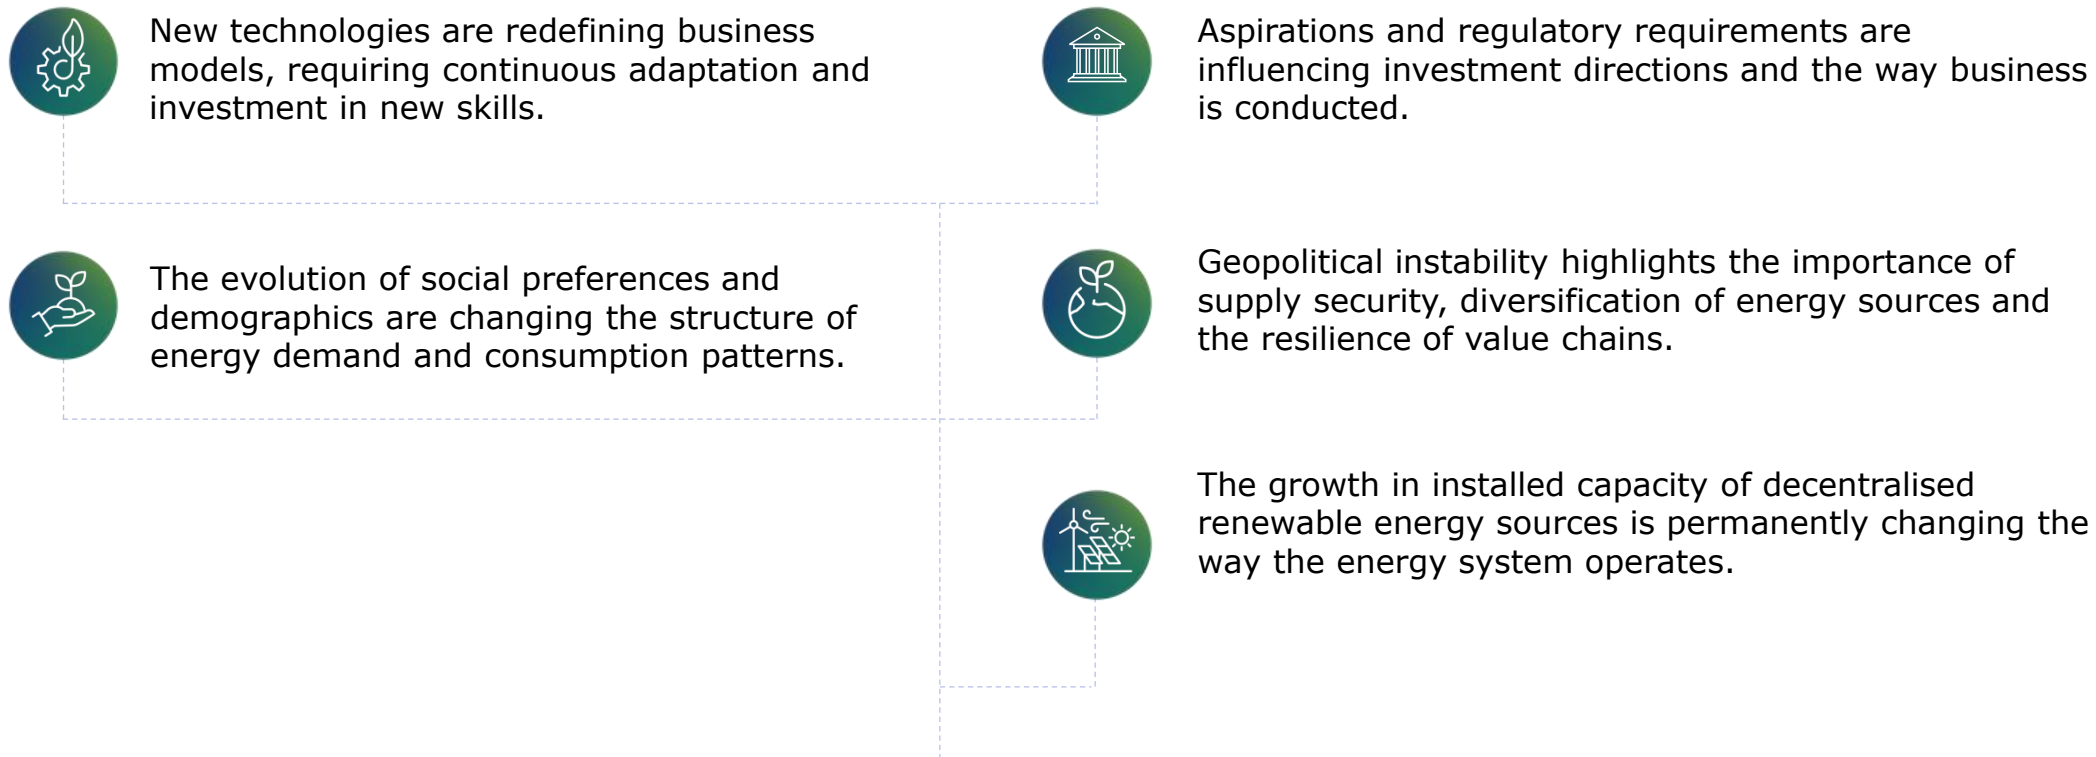 New technologies are redefining business
models, requiring continuous adaptation and
investment in new skills.
Aspirations and regulatory requirements are
influencing investment directions and the way business
is conducted.
The evolution of social preferences and
demographics are changing the structure of
energy demand and consumption patterns.
Geopolitical instability highlights the importance of
supply security, diversification of energy sources and
the resilience of value chains.
The growth in installed capacity of decentralised
renewable energy sources is permanently changing the
way the energy system operates.